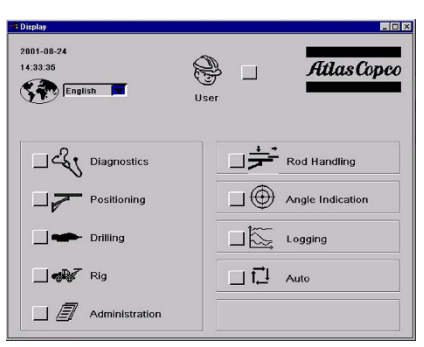 Display
2001-08-24
14:33:35
English
User
Atlas Copco
Diagnostics
Positioning
Drilling
Rig
Administration
Rod Handling
Angle Indication
Logging
Auto